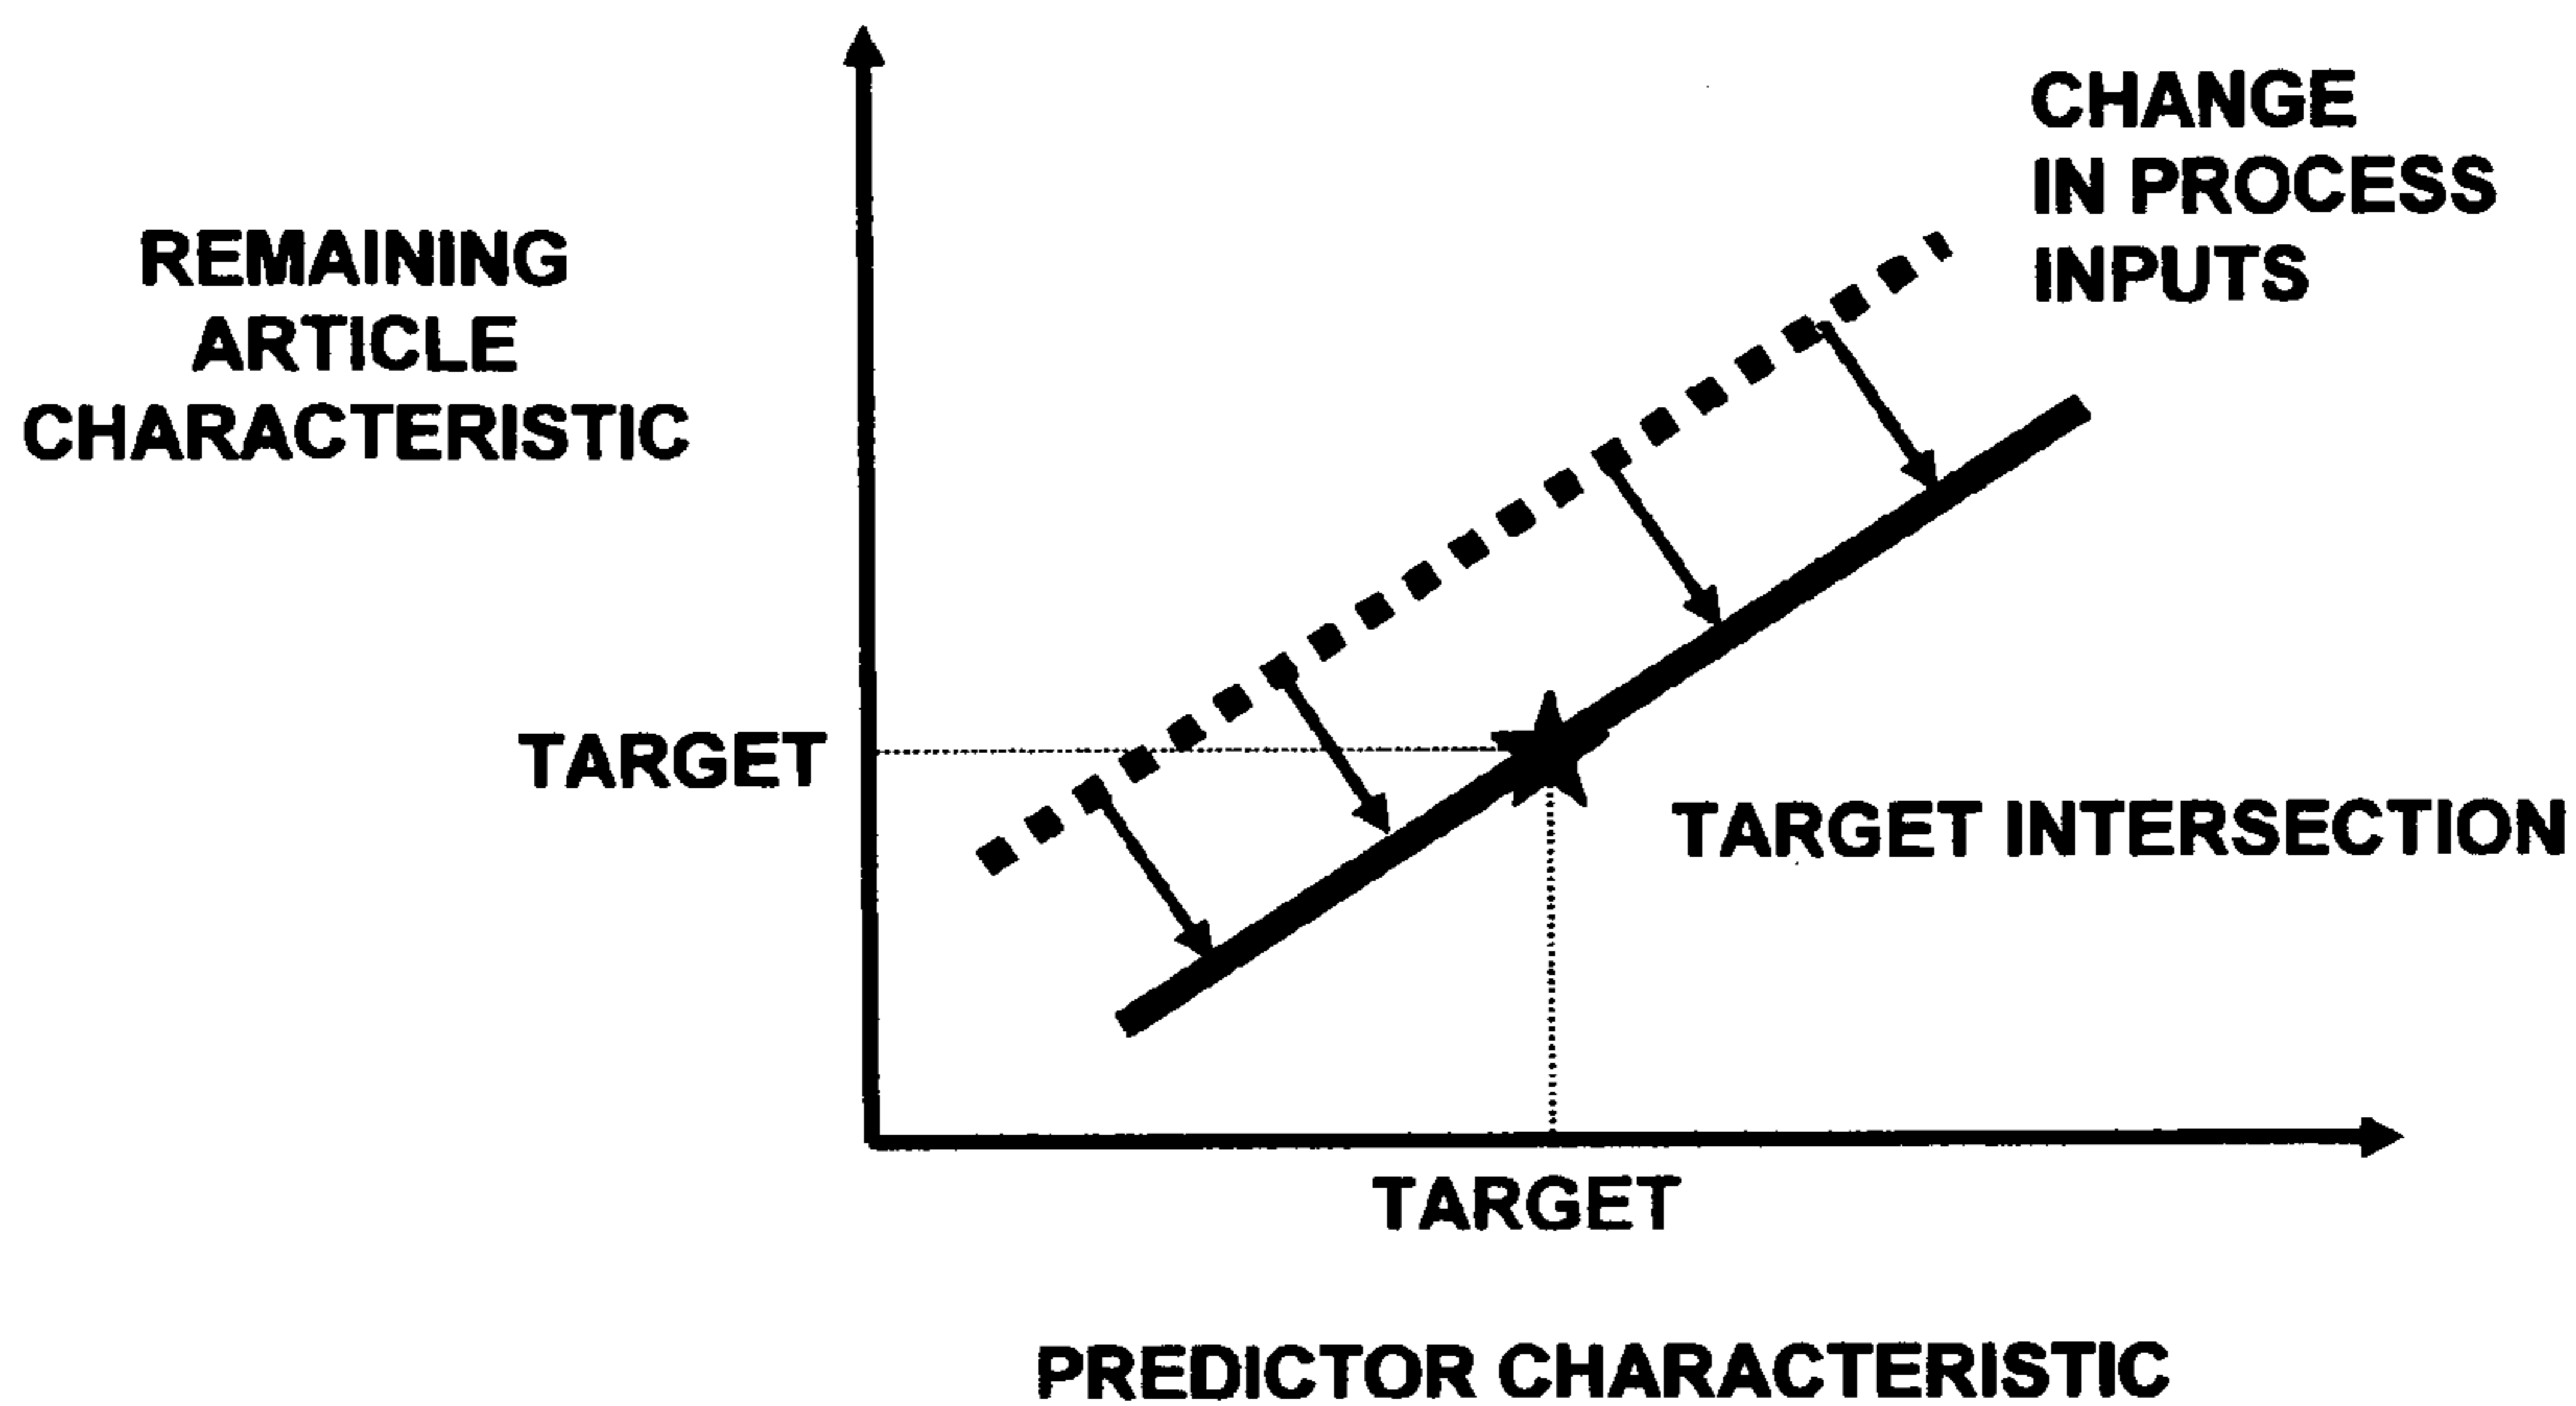 CHANGE
IN PROCESS
INPUTS
REMAINING
ARTICLE
CHARACTERISTIC
TARGET
TARGET INTERSECTION
TARGET
PREDICTOR CHARACTERISTIC